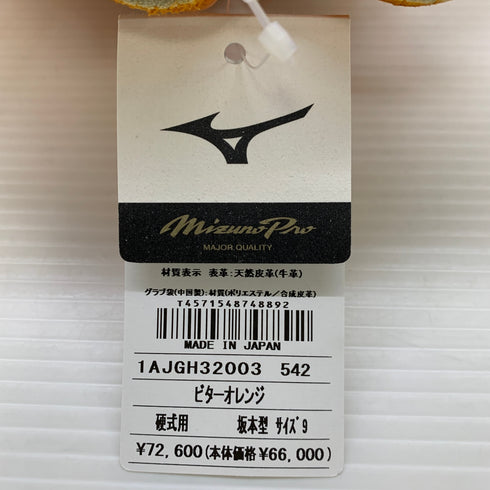 Mizuno Pro
MAJOR QUALITY
材質表示 表革:天然皮革(牛革)
グラブ袋(中国製):材質(ポリエステル/合成皮革)
T4571548748892
MADE IN JAPAN
1AJGH32003 542
ビターオレンジ
硬式用 坂本型 サイズ9
¥72,600(本体価格¥66,000)